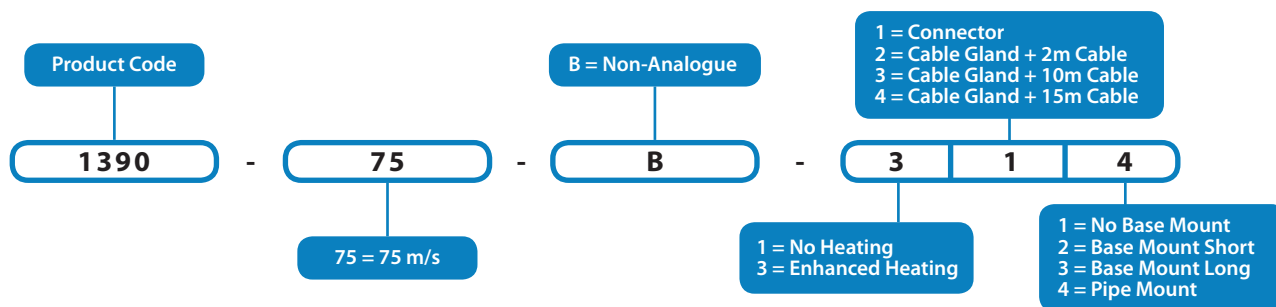 1 = Connector
2 = Cable Gland + 2m Cable
3 = Cable Gland + 10m Cable
4 = Cable Gland + 15m Cable
Product Code
B = Non-Analogue
1390 - 75 - B - 3 1 4
75 = 75 m/s
1 = No Heating
3 = Enhanced Heating
1 = No Base Mount
2 = Base Mount Short
3 = Base Mount Long
4 = Pipe Mount